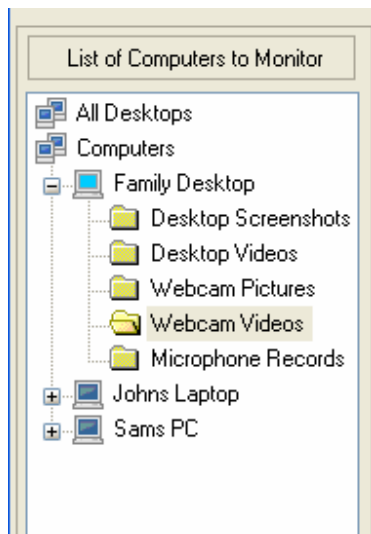 List of Computers to Monitor
All Desktops
Computers
Family Desktop
Desktop Screenshots
Desktop Videos
Webcam Pictures
Webcam Videos
Microphone Records
Johns Laptop
Sams PC